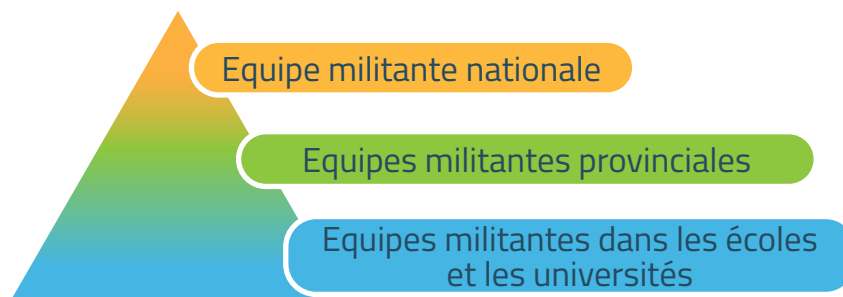 Equipe militante nationale
Equipes militantes provinciales
Equipes militantes dans les écoles
et les universités